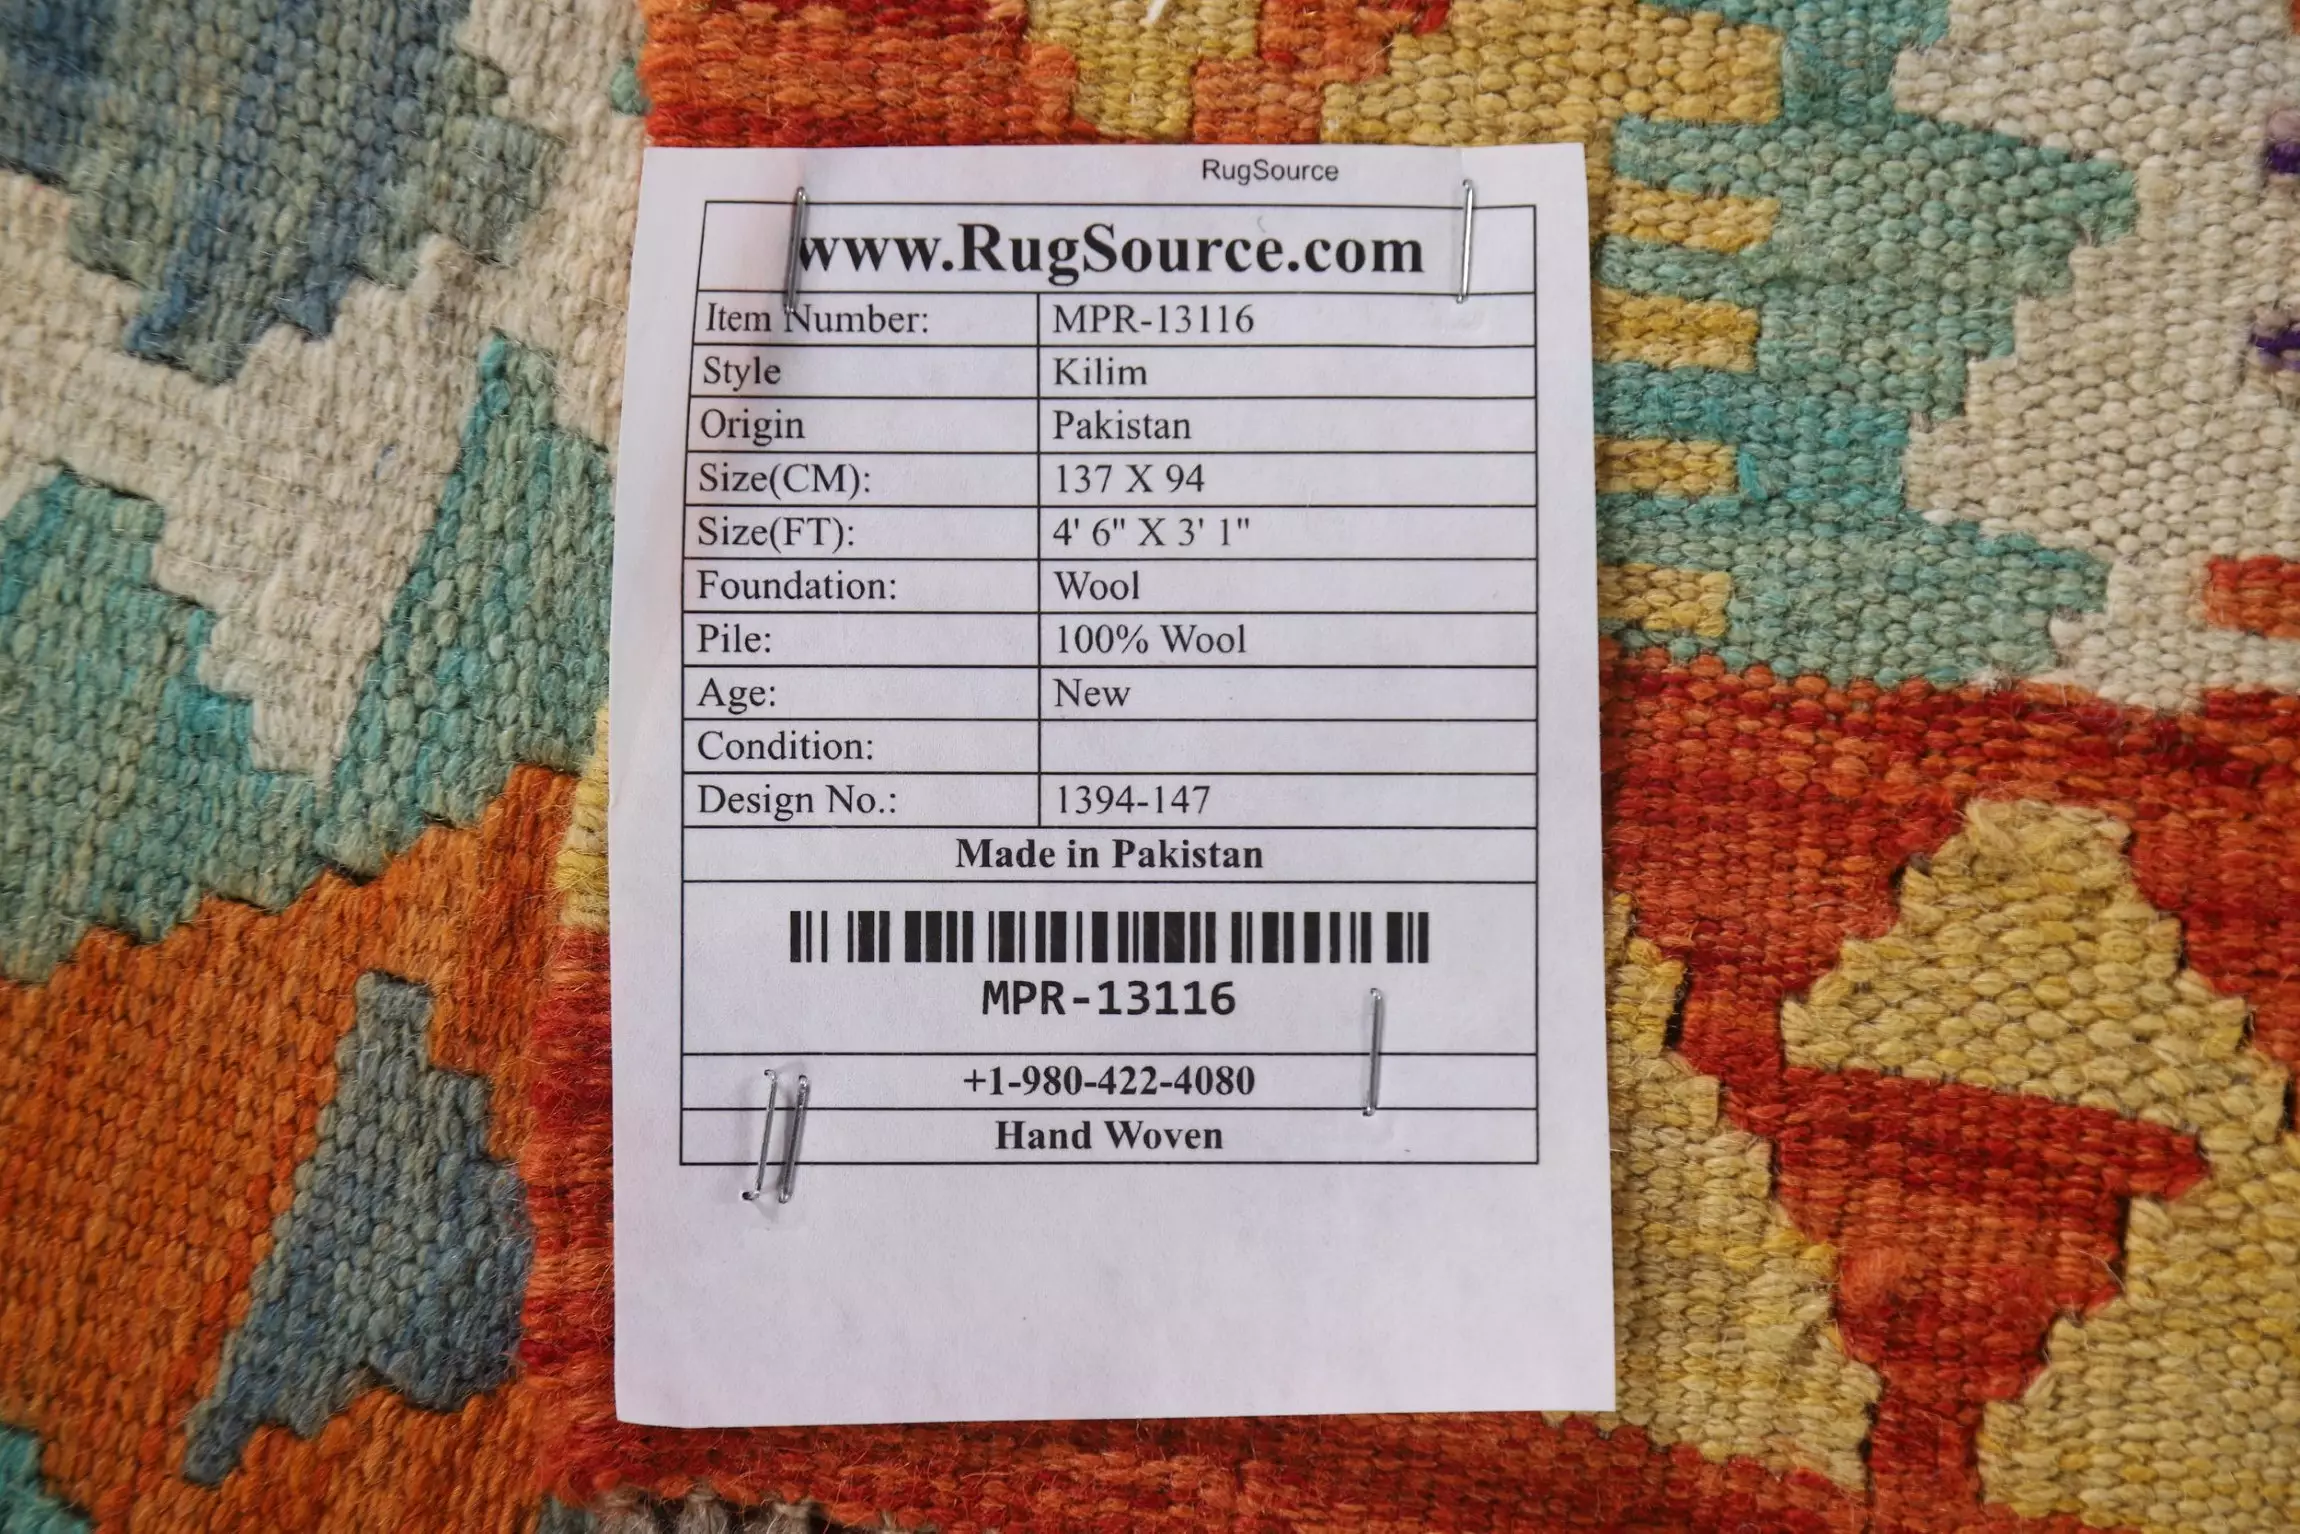 RugSource
www.RugSource.com
Item Number: MPR-13116
Style Kilim
Origin Pakistan
Size(CM): 137 X 94
Size(FT): 4' 6" X 3' 1"
Foundation: Wool
Pile: 100% Wool
Age: New
Condition:
Design No.: 1394-147
Made in Pakistan
MPR-13116
+1-980-422-4080
Hand Woven